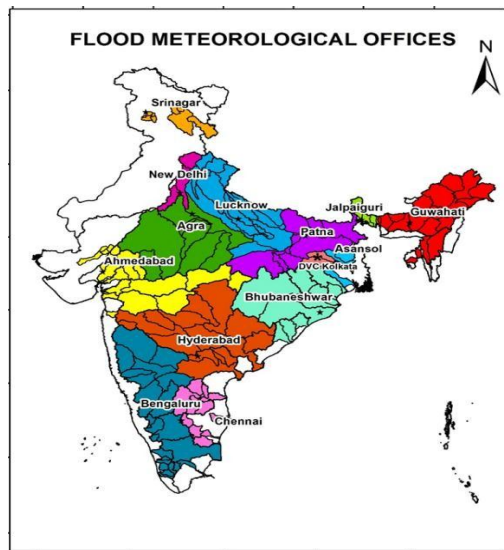 FLOOD METEOROLOGICAL OFFICES
N
Srinagar
New Delhi
Lucknow
Jalpaiguri
Guwahati
Agra
Patna
Asansol
Ahmedabad
DVC Kolkata
Bhubaneshwar
Hyderabad
Bengaluru
Chennai